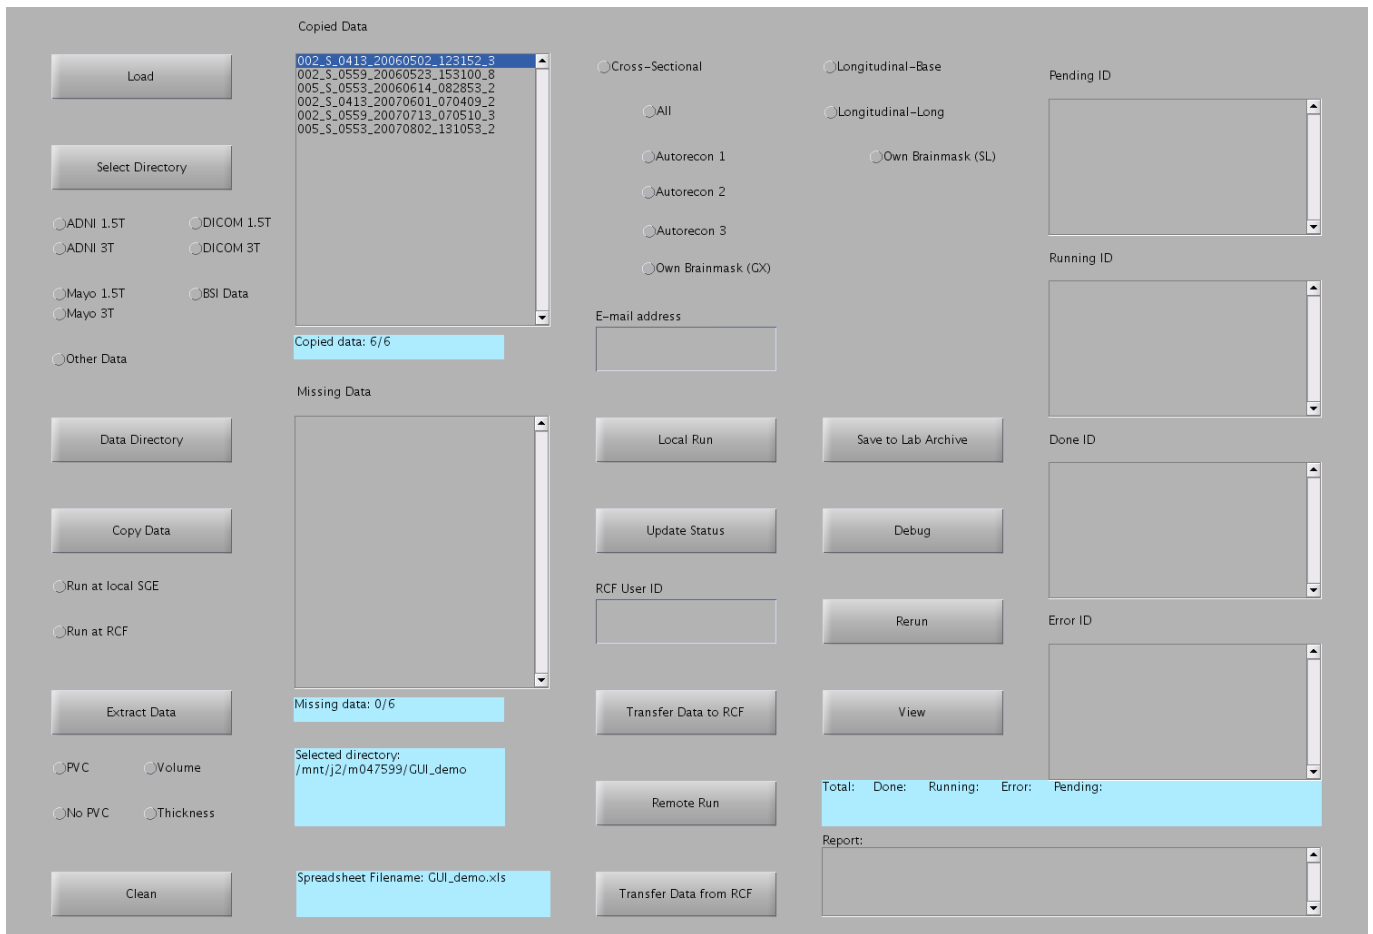 Copied Data
Load
002_S_0413_20060502_123152_3
002_S_0559_20060523_153100_8
005_S_0553_20060614_082853_2
002_S_0413_20070601_070409_2
002_S_0559_20070713_070510_3
005_S_0553_20070802_131053_2
Select Directory
ADNI 1.5T
DICOM 1.5T
ADNI 3T
DICOM 3T
Mayo 1.5T
BSI Data
Mayo 3T
Other Data
Copied data: 6/6
Missing Data
Data Directory
Copy Data
Run at local SGE
Run at RCF
Extract Data
Missing data: 0/6
PVC
Volume
No PVC
Thickness
Selected directory:
/mnt/j2/m047599/GUI_demo
Clean
Spreadsheet Filename: GUI_demo.xls
Cross-Sectional
All
Autorecon 1
Autorecon 2
Autorecon 3
Own Brainmask (GX)
Longitudinal-Base
Longitudinal-Long
Own Brainmask (SL)
E-mail address
Local Run
Save to Lab Archive
Update Status
Debug
RCF User ID
Rerun
Transfer Data to RCF
View
Remote Run
Transfer Data from RCF
Pending ID
Running ID
Done ID
Error ID
Total: Done: Running: Error: Pending:
Report: